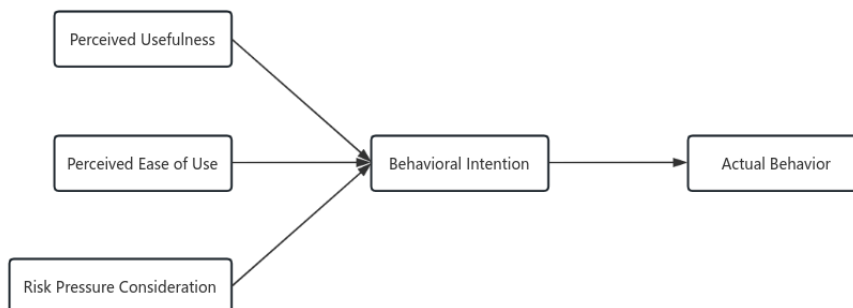 Perceived Usefulness
Perceived Ease of Use
Behavioral Intention
Actual Behavior
Risk Pressure Consideration